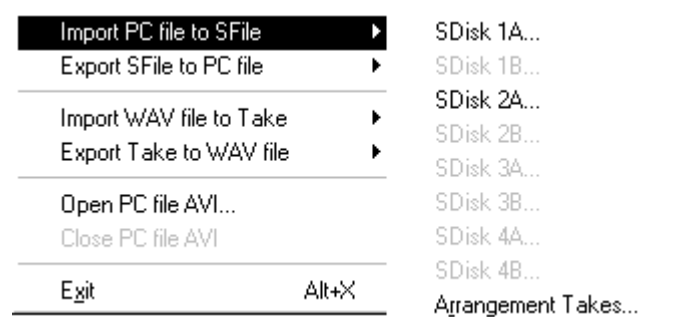 Import PC file to SFile
Export SFile to PC file
Import WAV file to Take
Export Take to WAV file
Open PC file AVI...
Close PC file AVI
Exit Alt+X
SDisk 1A...
SDisk 1B...
SDisk 2A...
SDisk 2B...
SDisk 3A...
SDisk 3B...
SDisk 4A...
SDisk 4B...
Arrangement Takes...